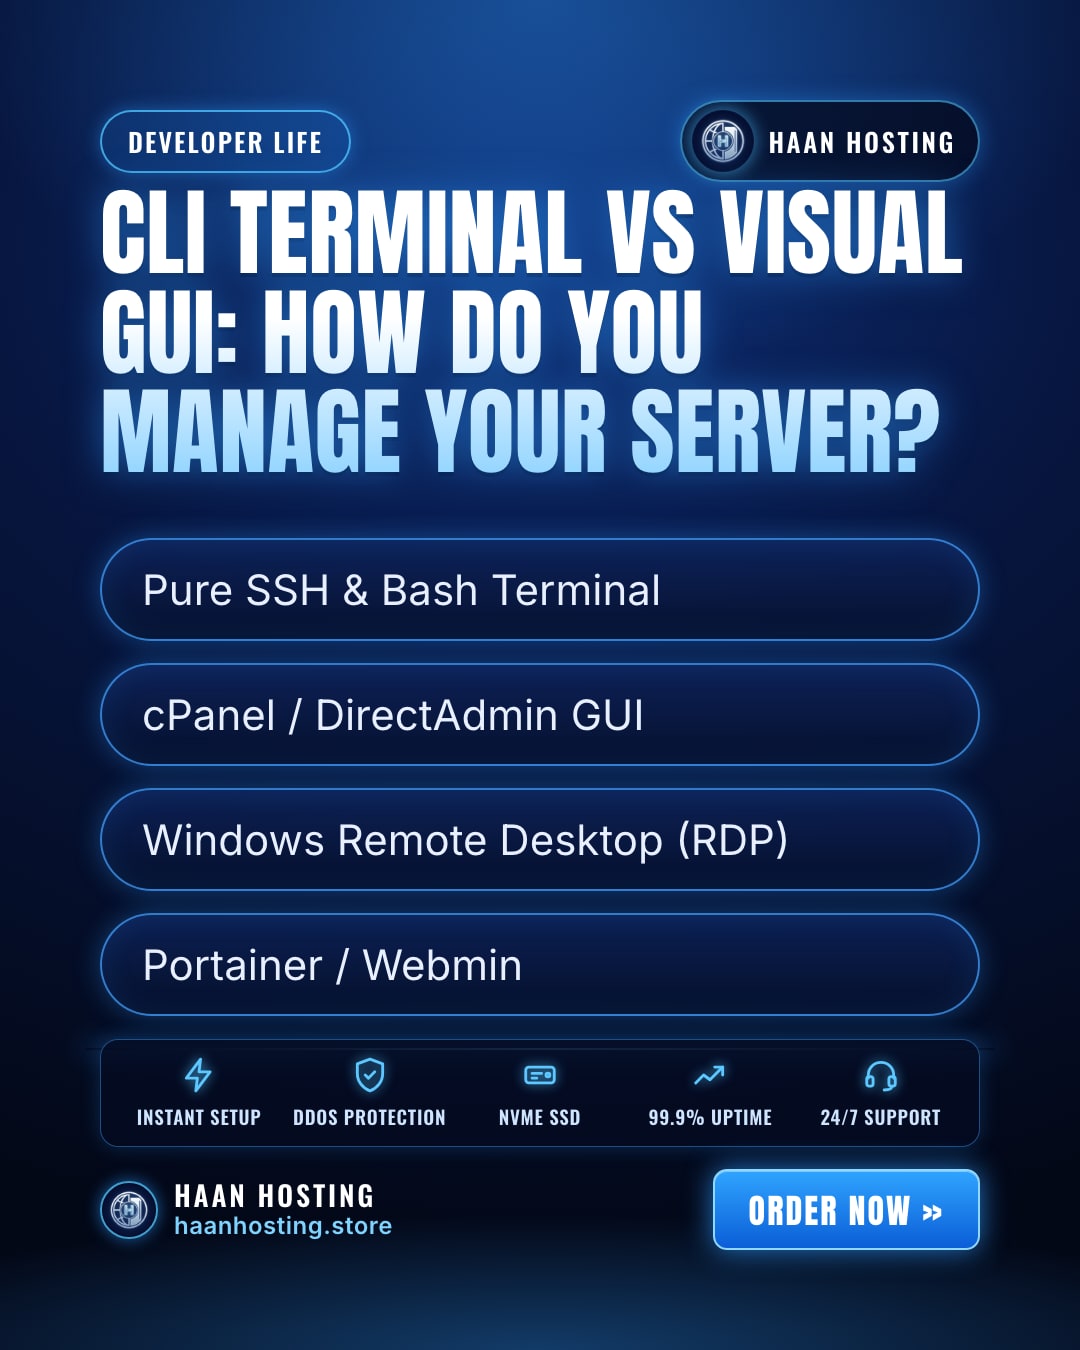 DEVELOPER LIFE
HAAN HOSTING
CLI TERMINAL VS VISUAL
GUI: HOW DO YOU
MANAGE YOUR SERVER?
Pure SSH & Bash Terminal
cPanel / DirectAdmin GUI
Windows Remote Desktop (RDP)
Portainer / Webmin
INSTANT SETUP
DDOS PROTECTION
NVME SSD
99.9% UPTIME
24/7 SUPPORT
HAAN HOSTING
haanhosting.store
ORDER NOW »